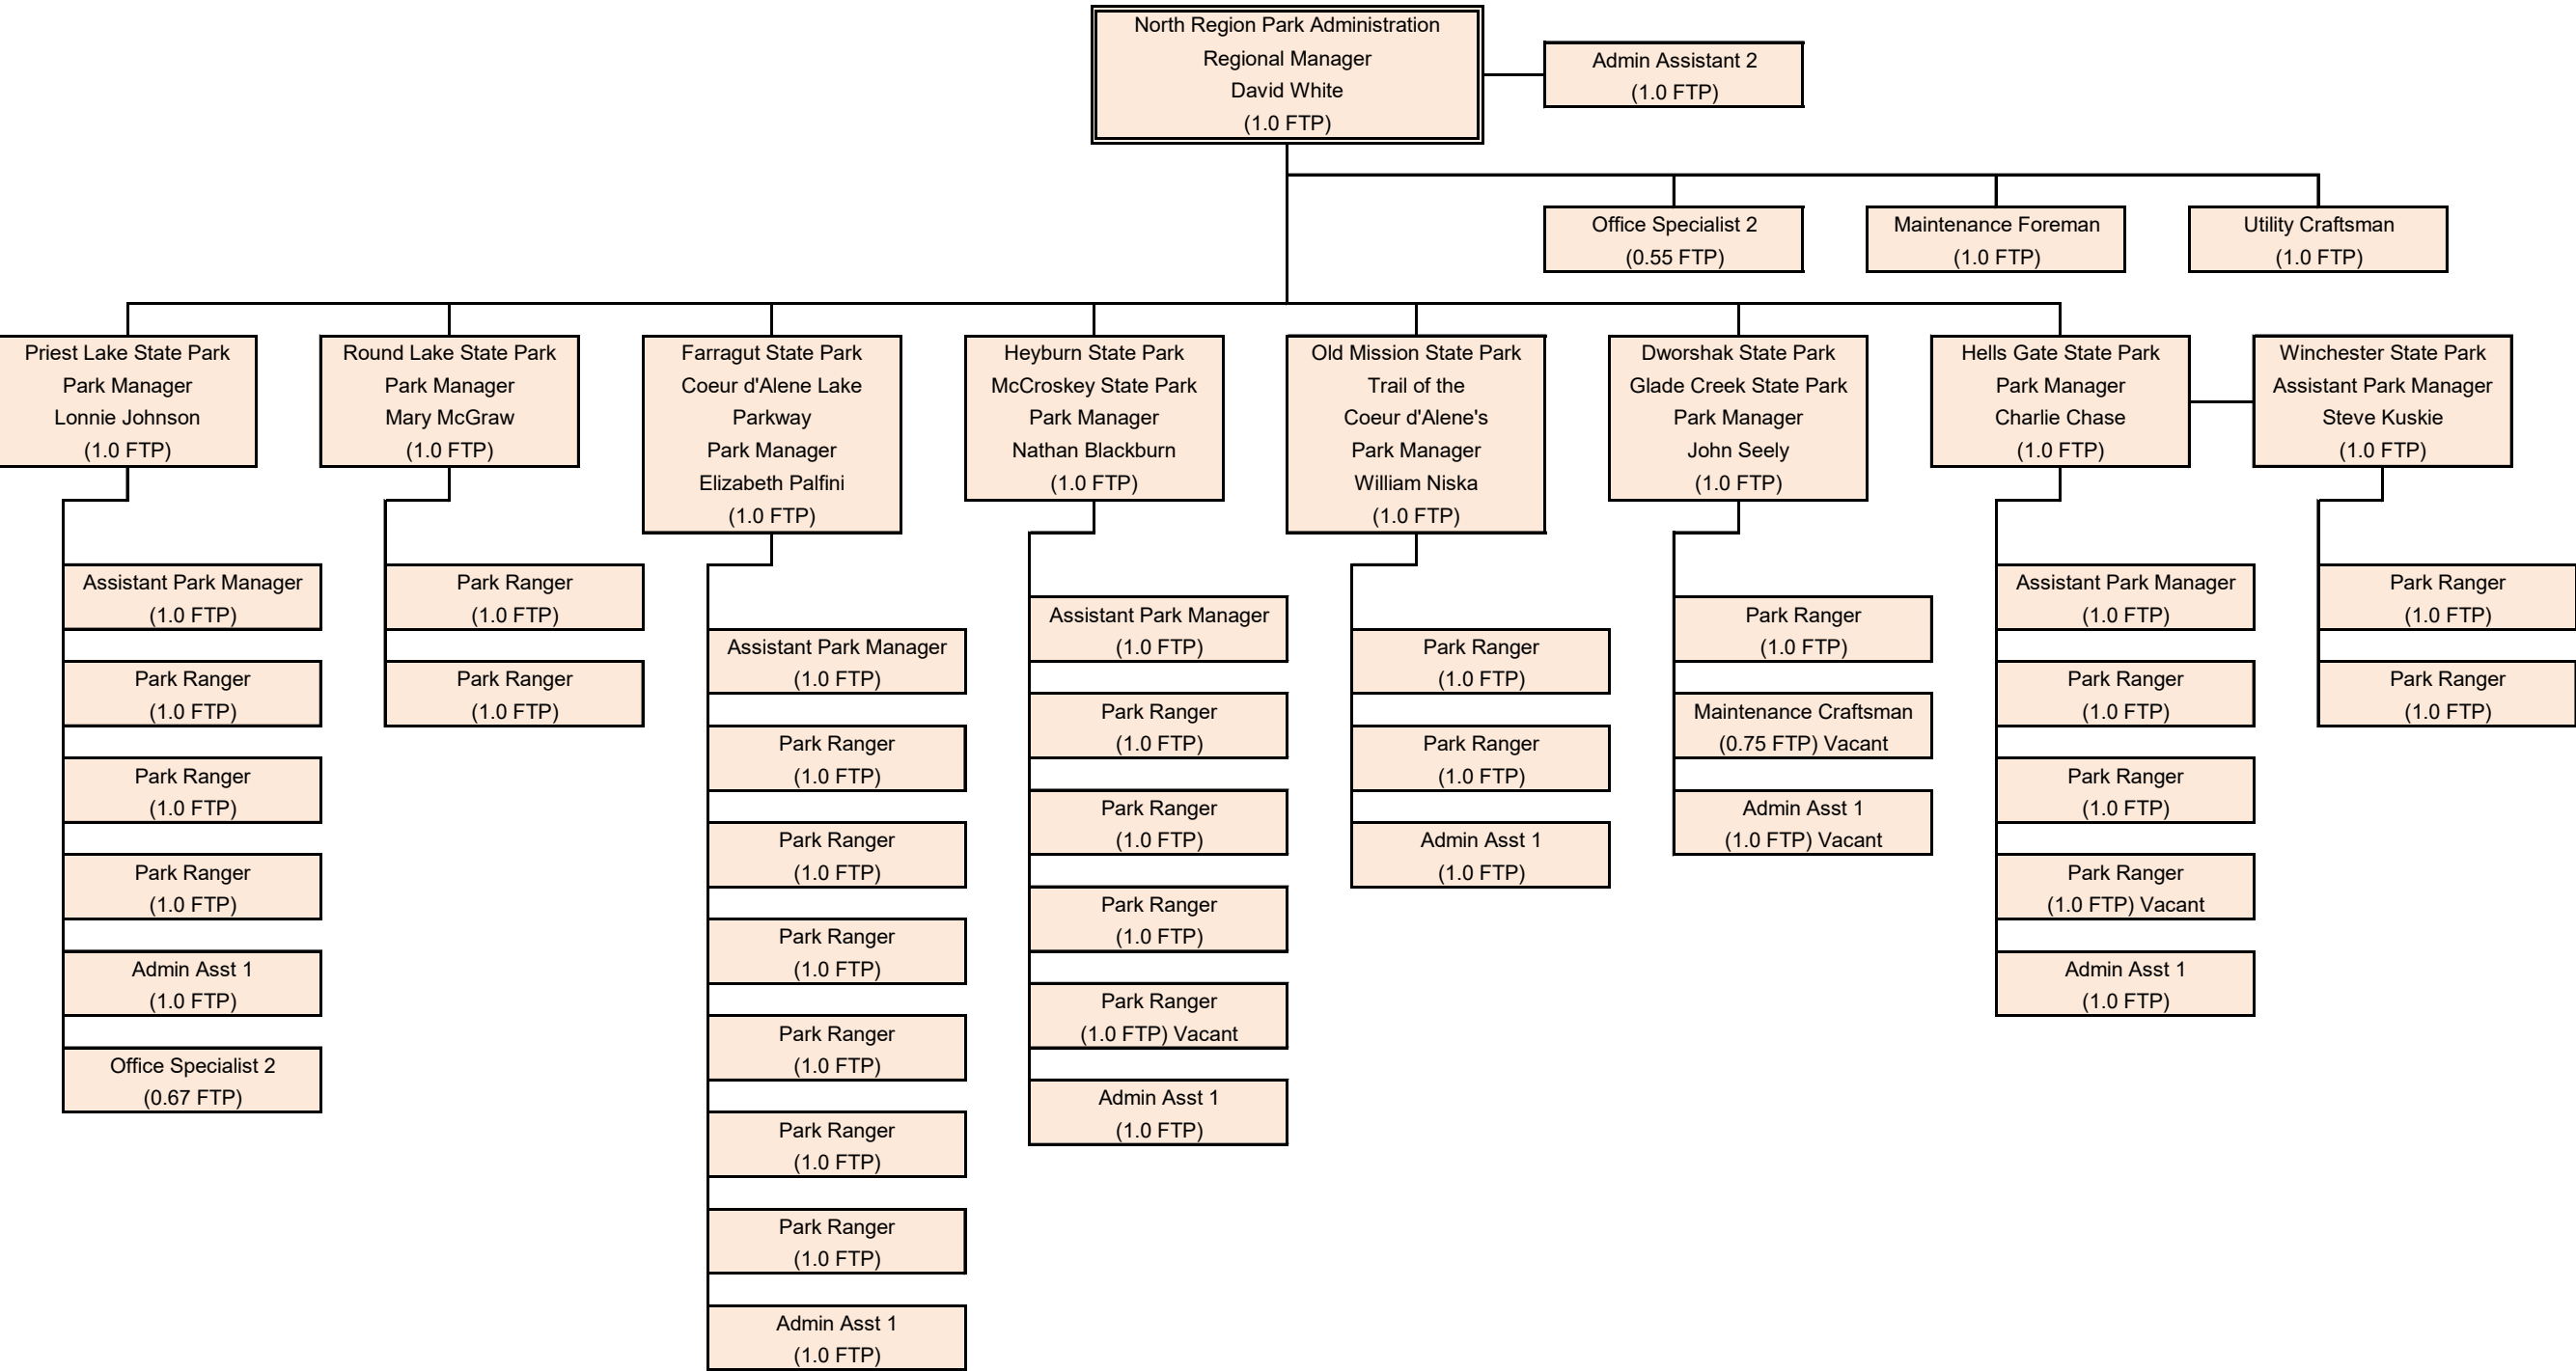 North Region Park Administration
Regional Manager
David White
(1.0 FTP)
Admin Assistant 2
(1.0 FTP)
Office Specialist 2
(0.55 FTP)
Maintenance Foreman
(1.0 FTP)
Utility Craftsman
(1.0 FTP)
Priest Lake State Park
Park Manager
Lonnie Johnson
(1.0 FTP)
Assistant Park Manager
(1.0 FTP)
Park Ranger
(1.0 FTP)
Park Ranger
(1.0 FTP)
Park Ranger
(1.0 FTP)
Admin Asst 1
(1.0 FTP)
Office Specialist 2
(0.67 FTP)
Round Lake State Park
Park Manager
Mary McGraw
(1.0 FTP)
Park Ranger
(1.0 FTP)
Park Ranger
(1.0 FTP)
Farragut State Park
Coeur d'Alene Lake
Parkway
Park Manager
Elizabeth Palfini
(1.0 FTP)
Assistant Park Manager
(1.0 FTP)
Park Ranger
(1.0 FTP)
Park Ranger
(1.0 FTP)
Park Ranger
(1.0 FTP)
Park Ranger
(1.0 FTP)
Park Ranger
(1.0 FTP)
Park Ranger
(1.0 FTP)
Admin Asst 1
(1.0 FTP)
Heyburn State Park
McCroskey State Park
Park Manager
Nathan Blackburn
(1.0 FTP)
Assistant Park Manager
(1.0 FTP)
Park Ranger
(1.0 FTP)
Park Ranger
(1.0 FTP)
Park Ranger
(1.0 FTP)
Park Ranger
(1.0 FTP) Vacant
Admin Asst 1
(1.0 FTP)
Old Mission State Park
Trail of the
Coeur d'Alene's
Park Manager
William Niska
(1.0 FTP)
Park Ranger
(1.0 FTP)
Park Ranger
(1.0 FTP)
Admin Asst 1
(1.0 FTP)
Dworshak State Park
Glade Creek State Park
Park Manager
John Seely
(1.0 FTP)
Park Ranger
(1.0 FTP)
Maintenance Craftsman
(0.75 FTP) Vacant
Admin Asst 1
(1.0 FTP) Vacant
Hells Gate State Park
Park Manager
Charlie Chase
(1.0 FTP)
Assistant Park Manager
(1.0 FTP)
Park Ranger
(1.0 FTP)
Park Ranger
(1.0 FTP)
Park Ranger
(1.0 FTP) Vacant
Admin Asst 1
(1.0 FTP)
Winchester State Park
Assistant Park Manager
Steve Kuskie
(1.0 FTP)
Park Ranger
(1.0 FTP)
Park Ranger
(1.0 FTP)